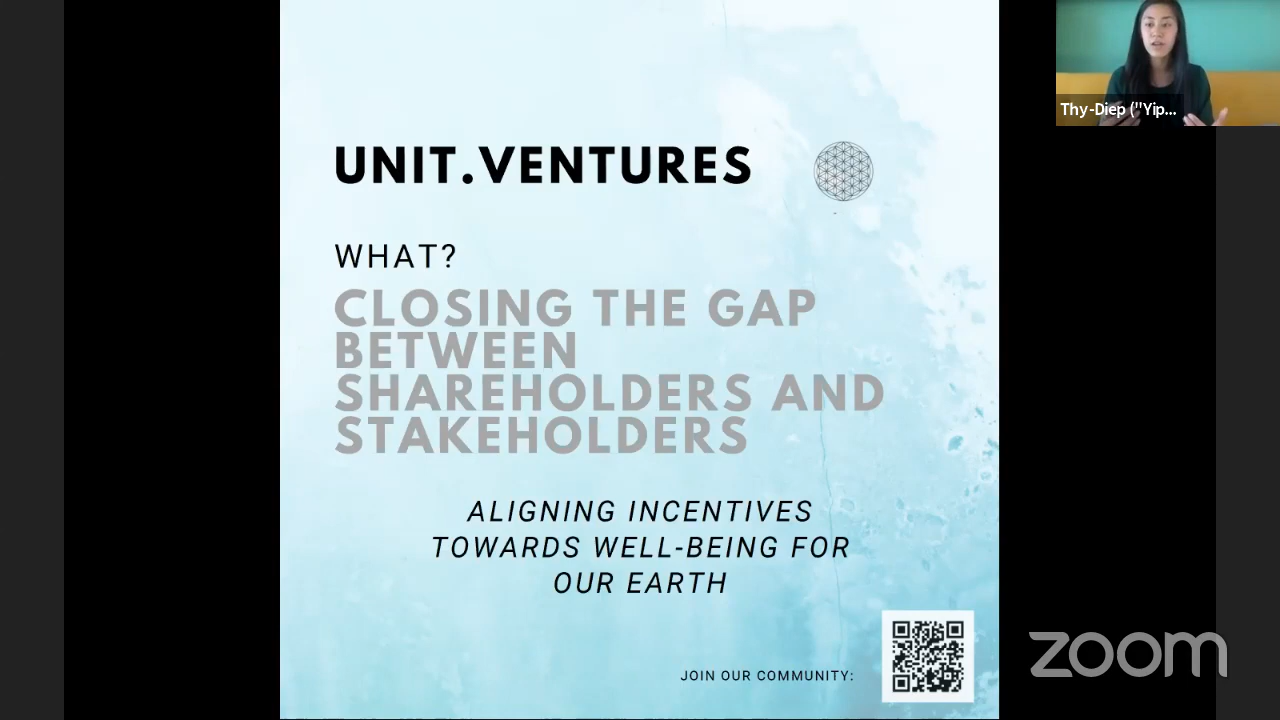 UNIT.VENTURES
WHAT?
CLOSING THE GAP
BETWEEN
SHAREHOLDERS AND
STAKEHOLDERS
ALIGNING INCENTIVES
TOWARDS WELL-BEING FOR
OUR EARTH
JOIN OUR COMMUNITY:
Thy-Diep ("Yip...
zoom